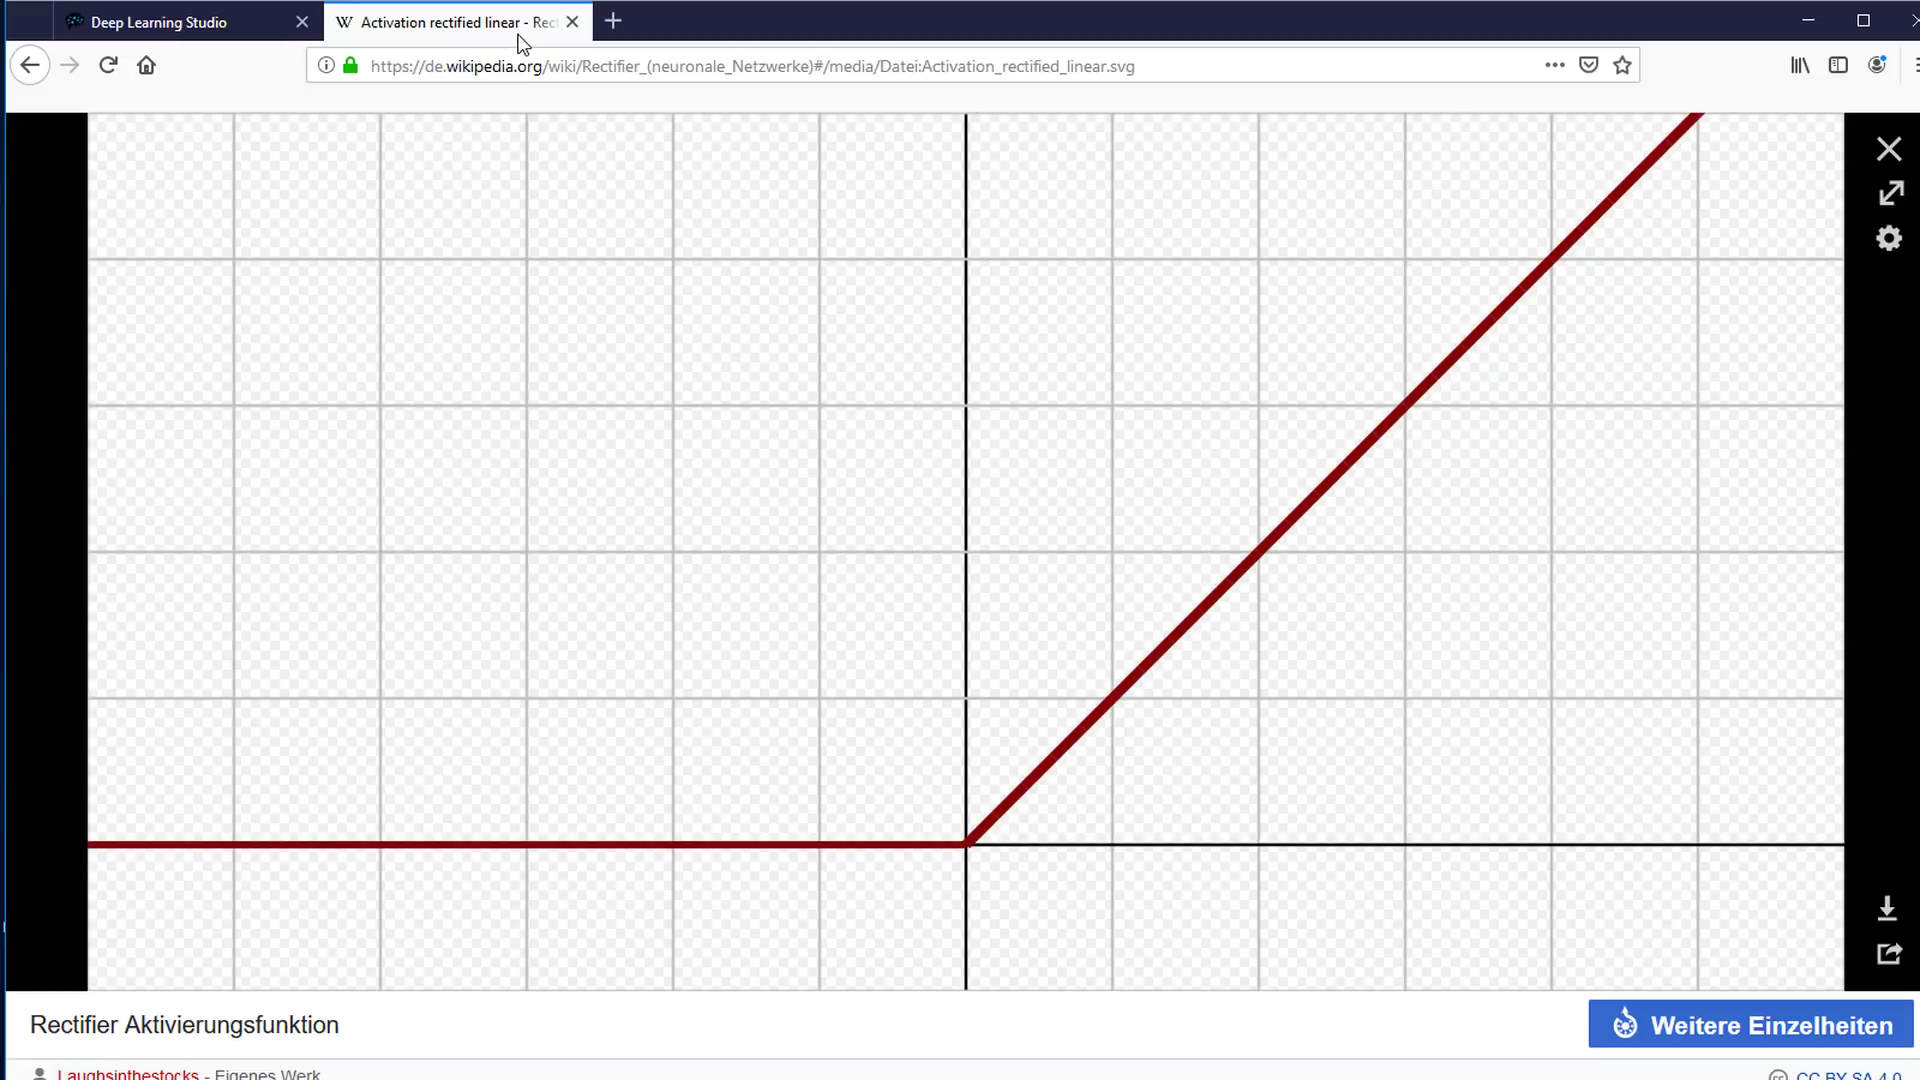 Deep Learning Studio
W Activation rectified linear - Rect
https://de.wikipedia.org/wiki/Rectifier_(neuronale_Netzwerke)#/media/Datei:Activation_rectified_linear.svg
Rectifier Aktivierungsfunktion
Weitere Einzelheiten
Laughsinthestocks - Eigenes Werk
CC BY SA 4.0